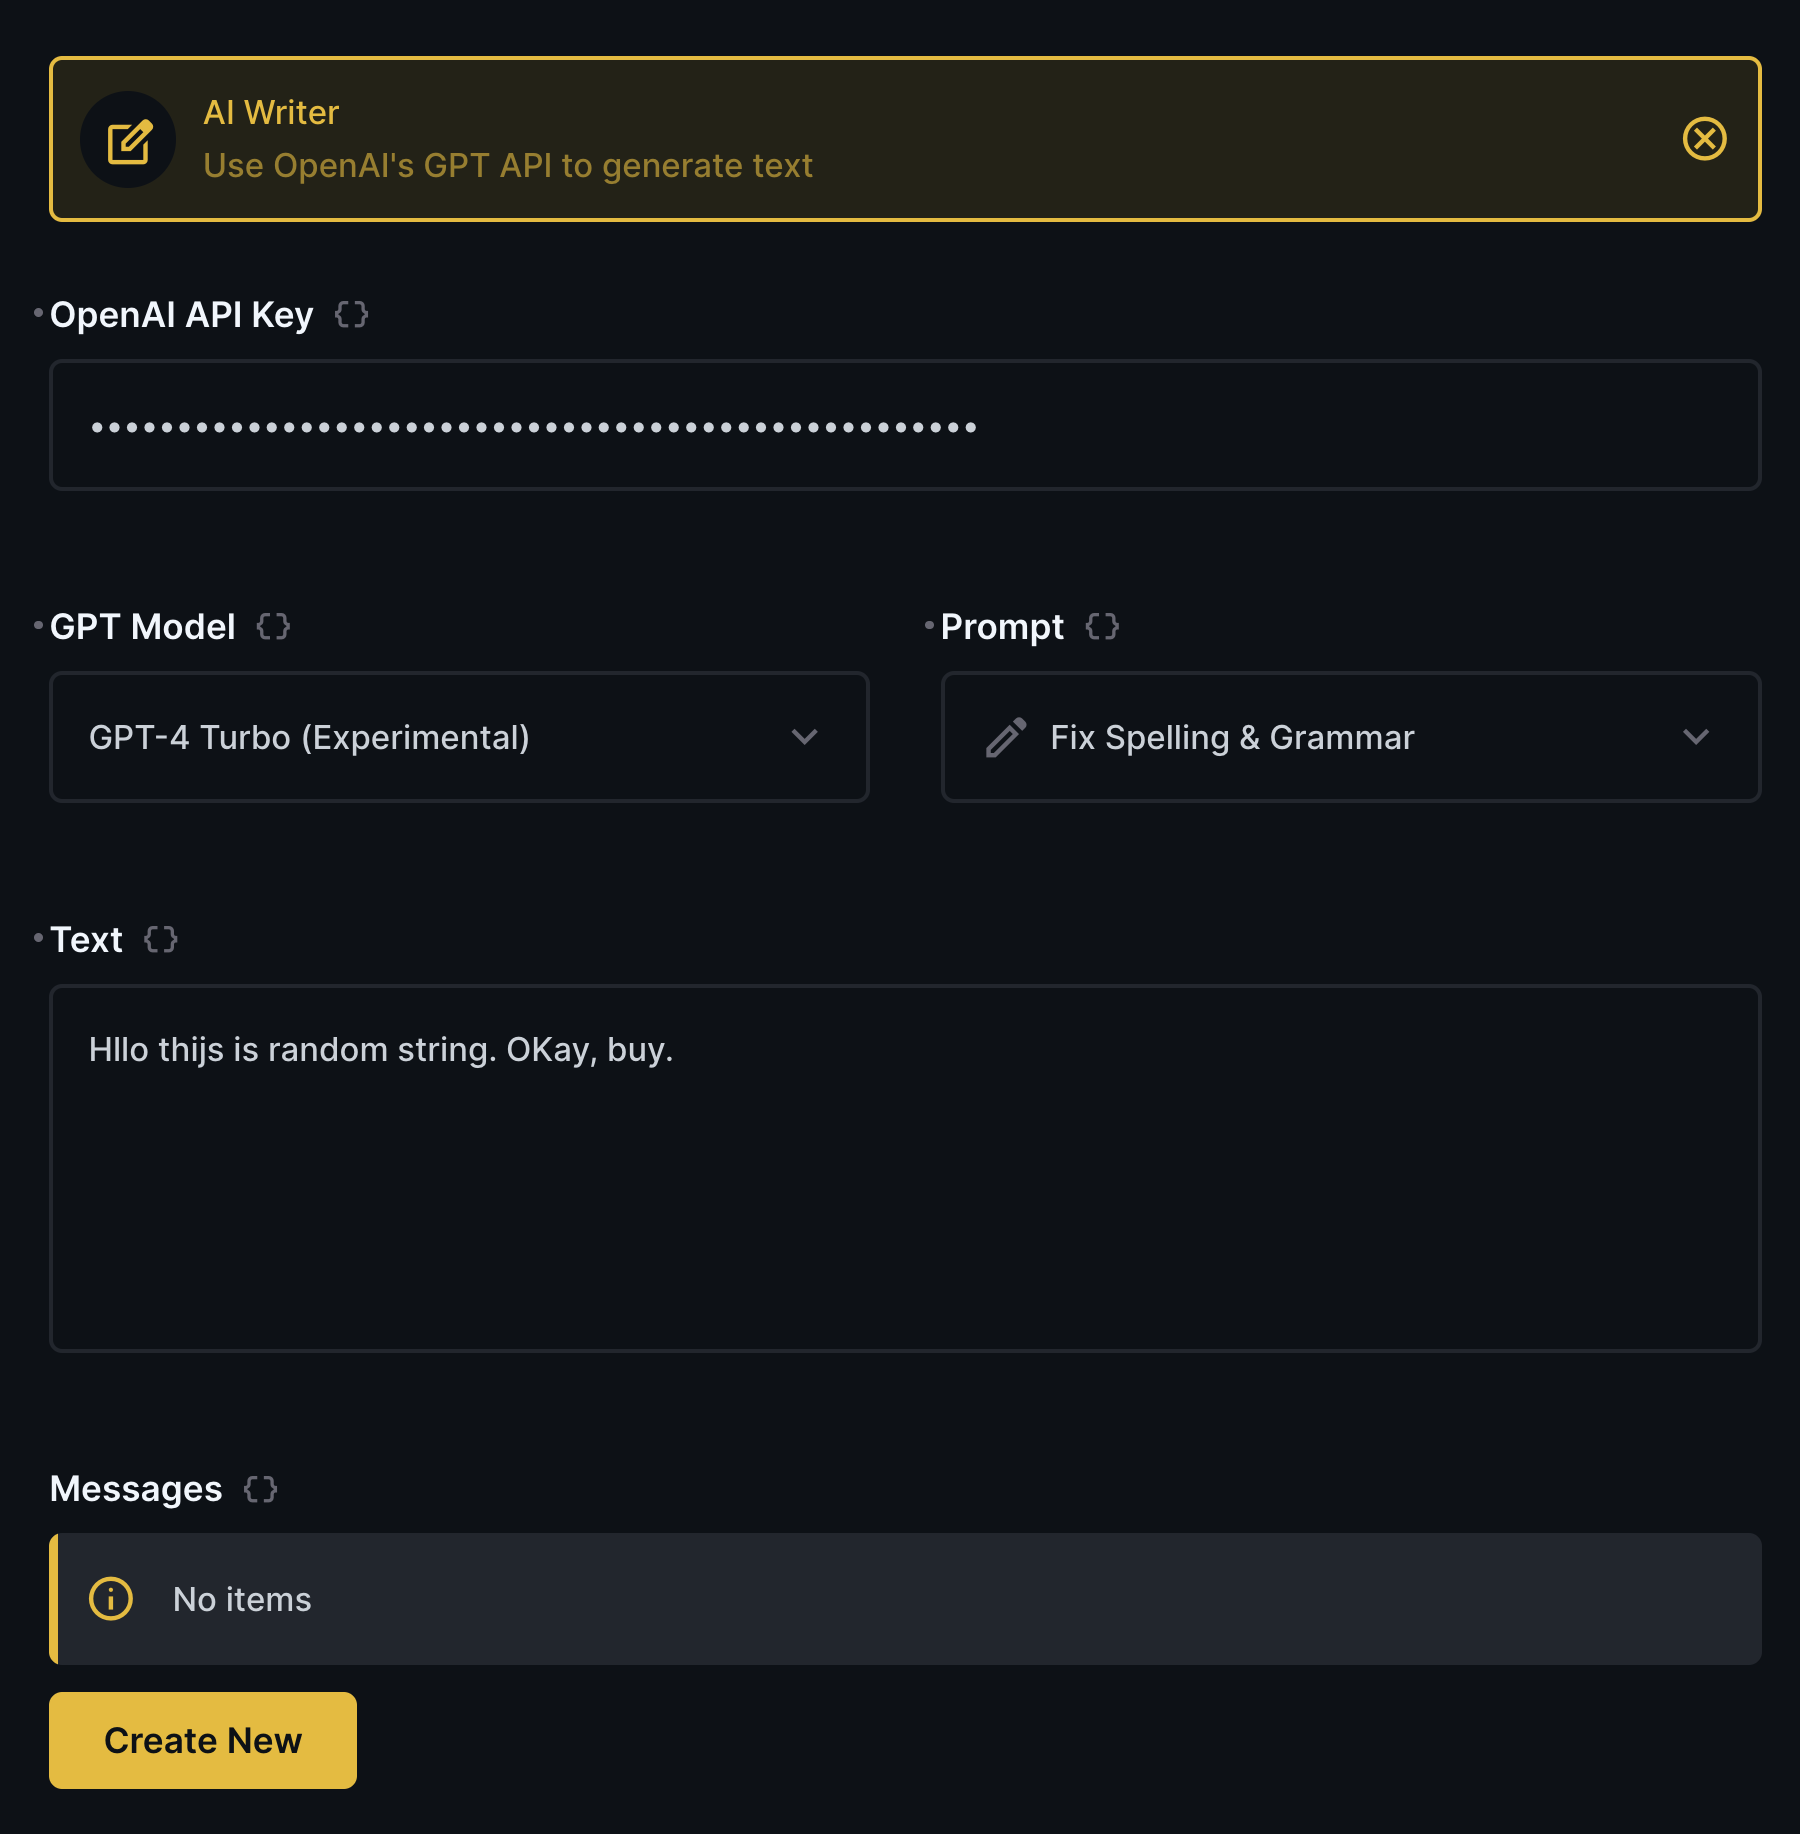 AI Writer
Use OpenAI's GPT API to generate text
OpenAI API Key {}
•••••••••••••••••••••••••••••••••••••••••••••••••••
GPT Model {}
Prompt {}
GPT-4 Turbo (Experimental)
Fix Spelling & Grammar
Text {}
Hllo thijs is random string. OKay, buy.
Messages {}
No items
Create New